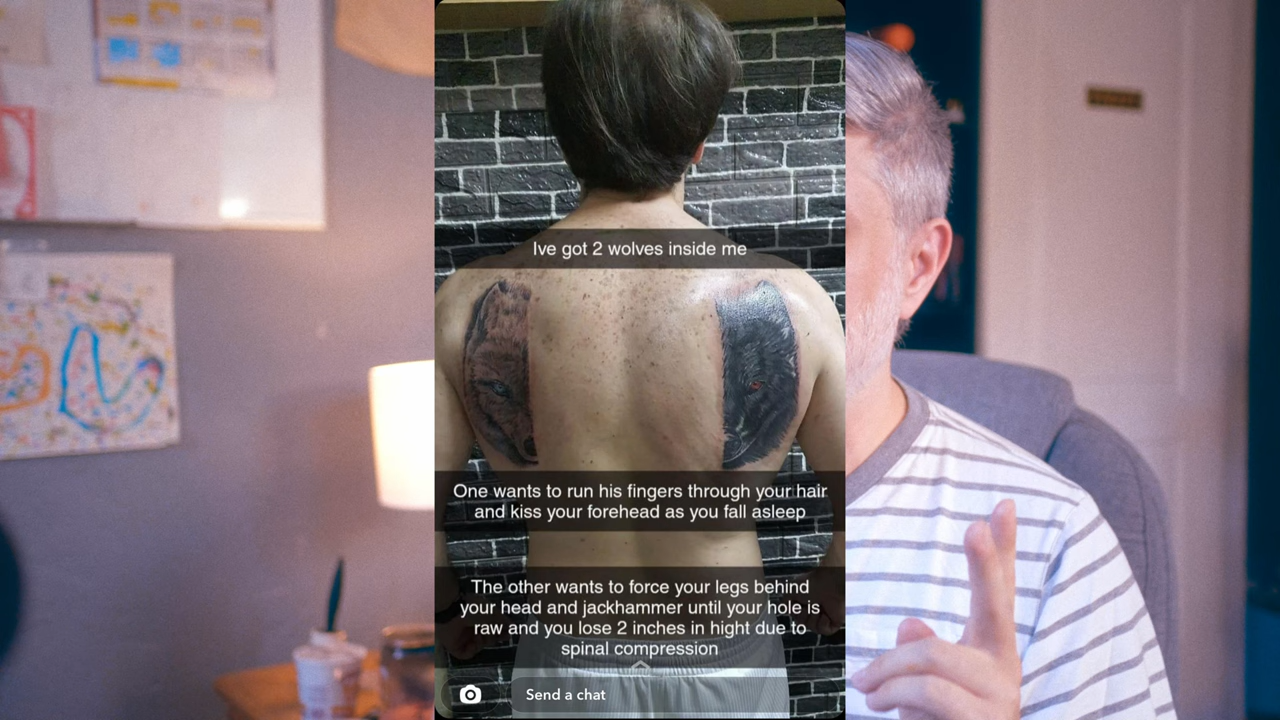 Ive got 2 wolves inside me
One wants to run his fingers through your hair
and kiss your forehead as you fall asleep
The other wants to force your legs behind
your head and jackhammer until your hole is
raw and you lose 2 inches in hight due to
spinal compression
Send a chat